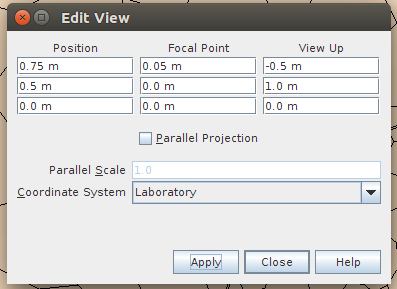 Edit View
Position Focal Point View Up
0.75 m 0.05 m -0.5 m
0.5 m 0.0 m 1.0 m
0.0 m 0.0 m 0.0 m
Parallel Projection
Parallel Scale 1.0
Coordinate System Laboratory
Apply Close Help